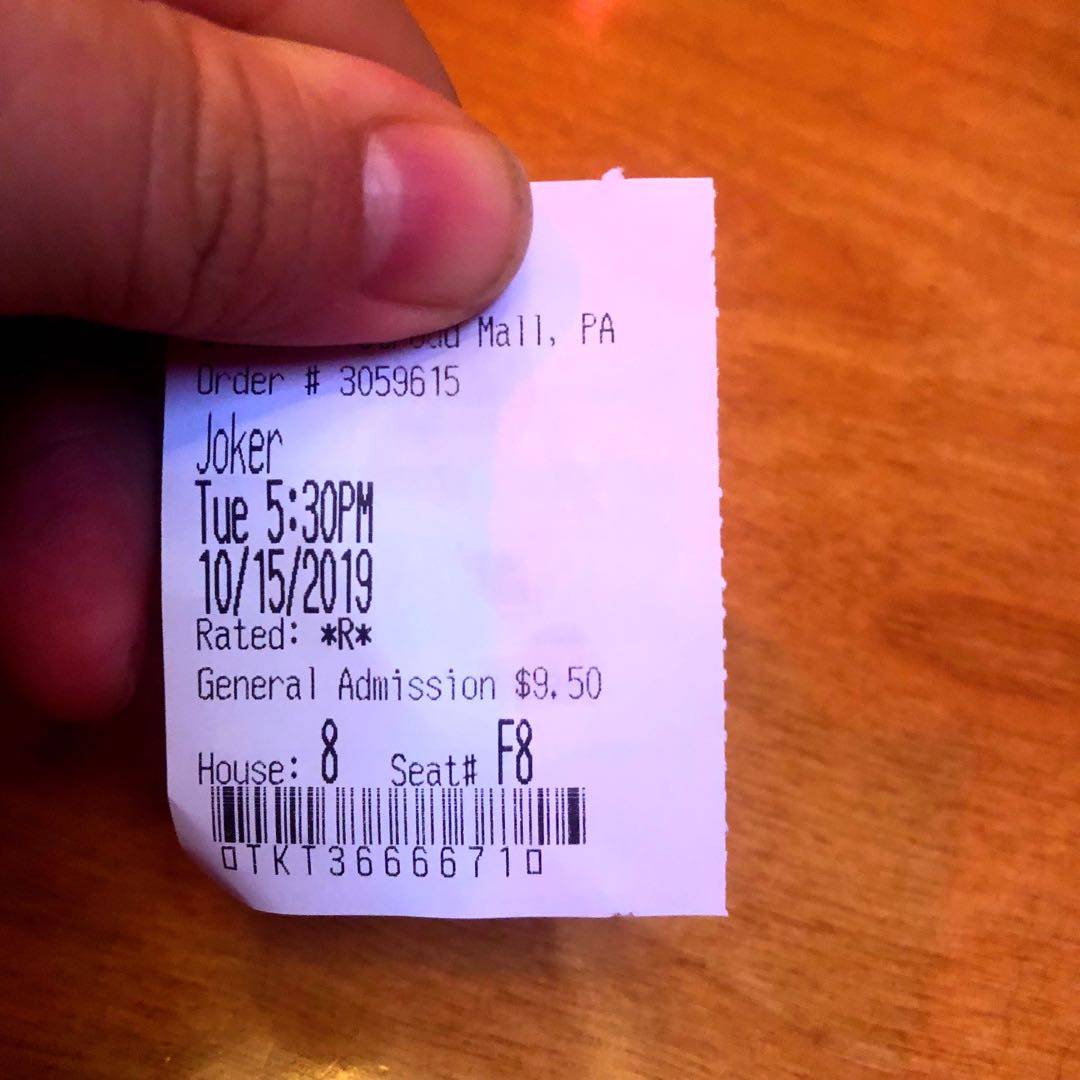 Mall, PA
Order # 3059615
Joker
Tue 5:30PM
10/15/2019
Rated: *R*
General Admission $9.50
House: 8 Seat# F8
TKT36666710